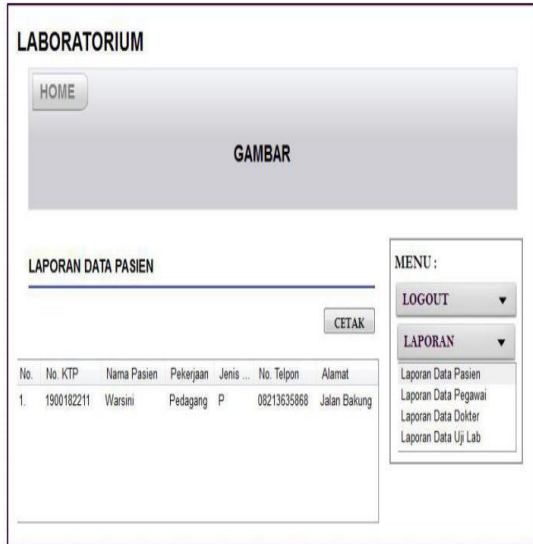 LABORATORIUM
HOME
GAMBAR
LAPORAN DATA PASIEN
CETAK
No. No. KTP Nama Pasien Pekerjaan Jenis ... No. Telpon Alamat
1. 1900182211 Warsini Pedagang P 08213635868 Jalan Bakung
MENU :
LOGOUT
LAPORAN
Laporan Data Pasien
Laporan Data Pegawai
Laporan Data Dokter
Laporan Data Uji Lab